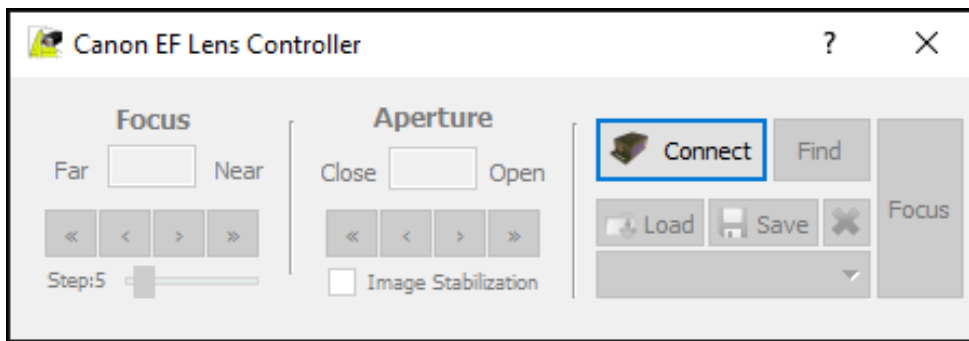 Canon EF Lens Controller ? ×
Focus
Far Near
« < > »
Step:5
Aperture
Close Open
« < > »
Image Stabilization
Connect Find
Load Save
Focus